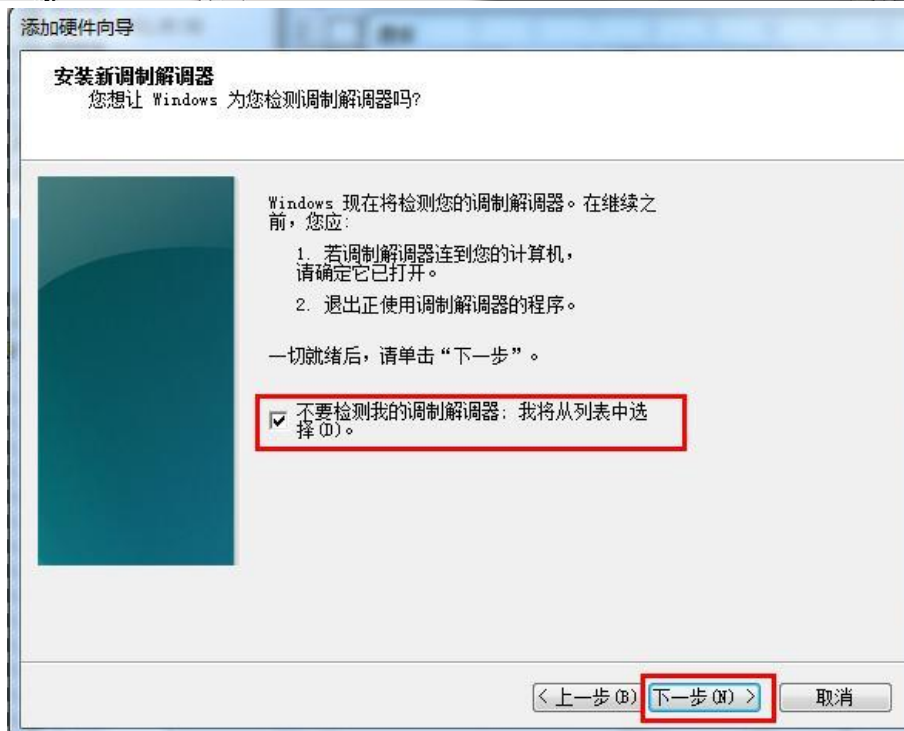 添加硬件向导
安装新调制解调器
您想让 Windows 为您检测调制解调器吗?
Windows 现在将检测您的调制解调器。在继续之
前，您应:
1. 若调制解调器连到您的计算机，
请确定它已打开。
2. 退出正使用调制解调器的程序。
一切就绪后，请单击“下一步”。
不要检测我的调制解调器; 我将从列表中选
择(D)。
< 上一步(B) 下一步(N) > 取消